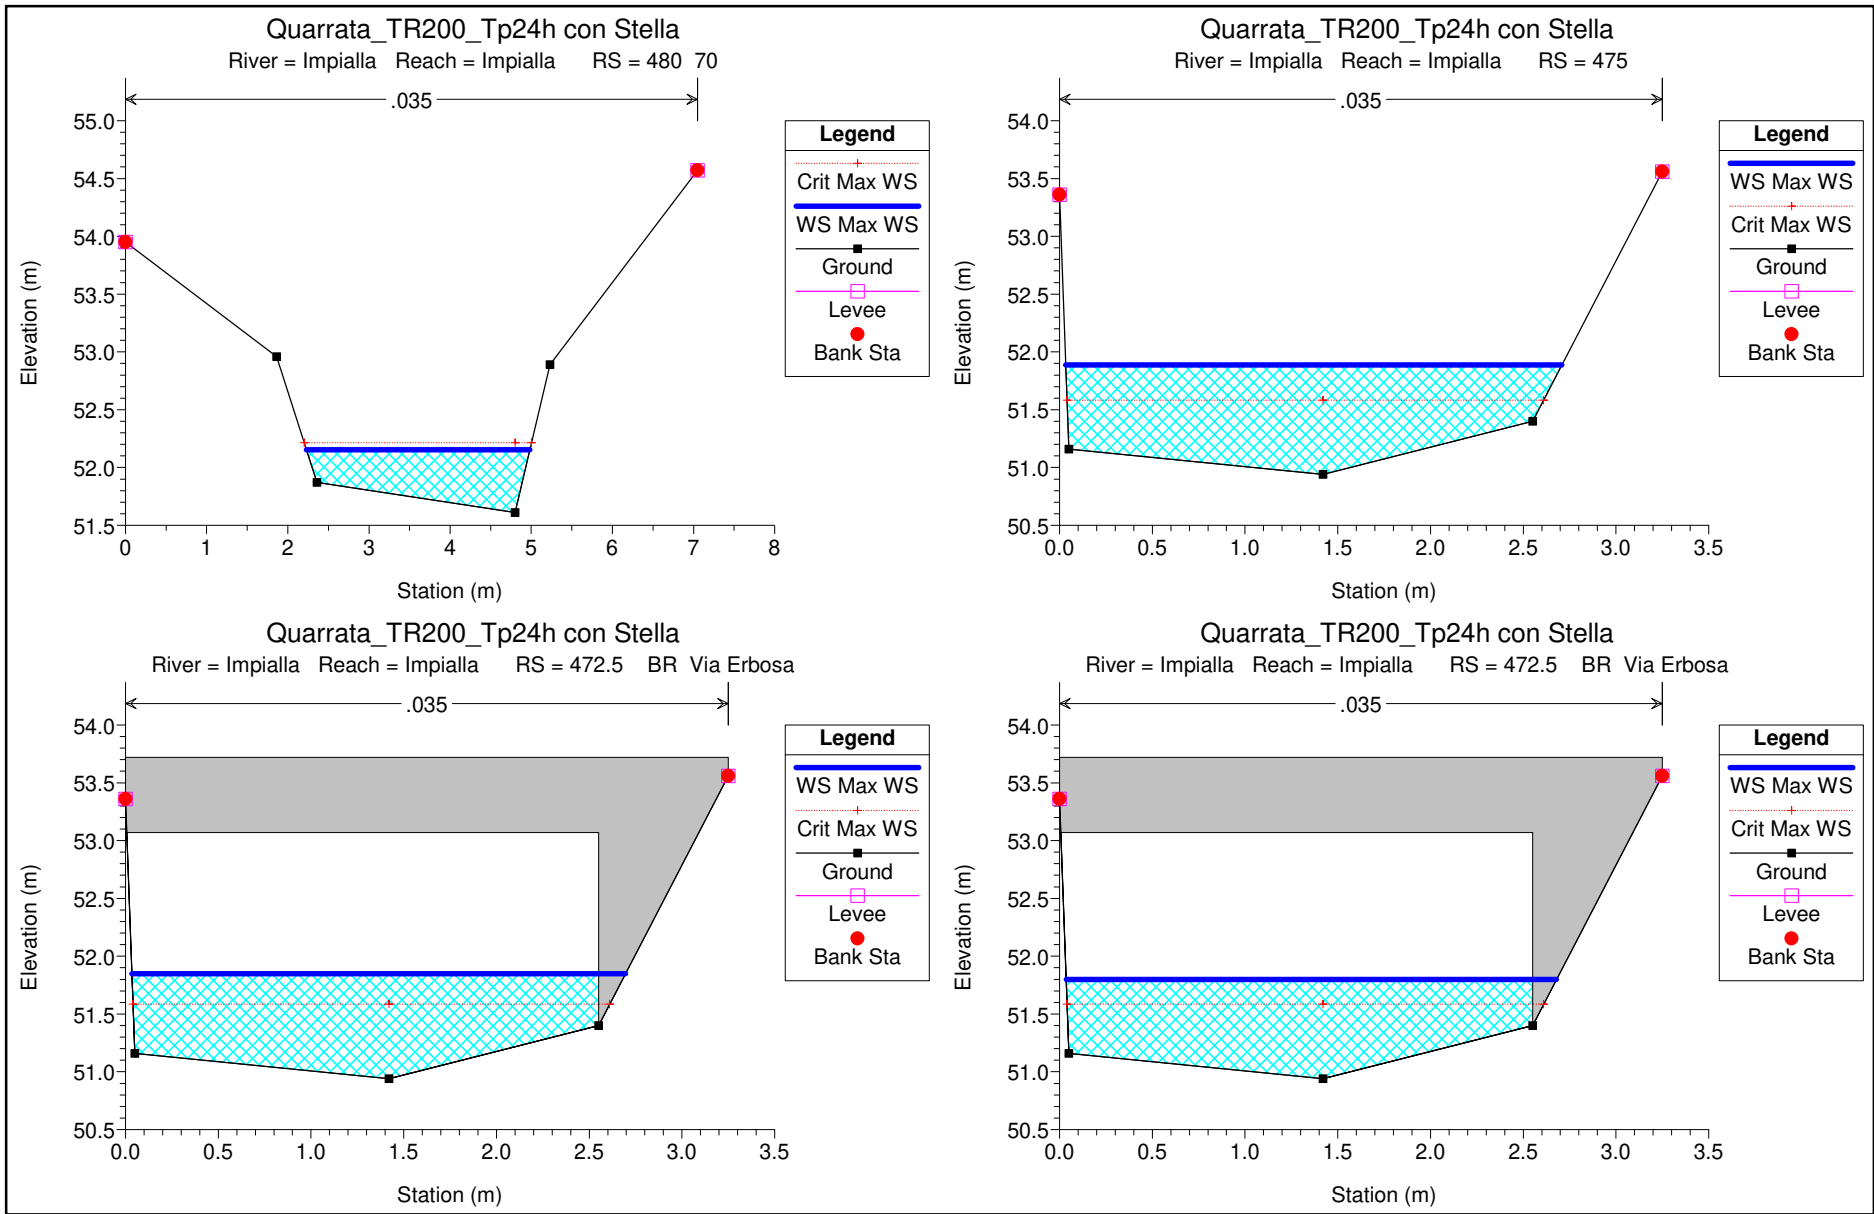 Quarrata_TR200_Tp24h con Stella
River = Impialla Reach = Impialla RS = 480 70
.035
55.0
54.5
54.0
53.5
53.0
52.5
52.0
51.5
Elevation (m)
0 1 2 3 4 5 6 7 8
Station (m)
Legend
Crit Max WS
WS Max WS
Ground
Levee
Bank Sta
Quarrata_TR200_Tp24h con Stella
River = Impialla Reach = Impialla RS = 475
.035
54.0
53.5
53.0
52.5
52.0
51.5
51.0
50.5
Elevation (m)
0.0 0.5 1.0 1.5 2.0 2.5 3.0 3.5
Station (m)
Legend
WS Max WS
Crit Max WS
Ground
Levee
Bank Sta
Quarrata_TR200_Tp24h con Stella
River = Impialla Reach = Impialla RS = 472.5 BR Via Erbosa
.035
54.0
53.5
53.0
52.5
52.0
51.5
51.0
50.5
Elevation (m)
0.0 0.5 1.0 1.5 2.0 2.5 3.0 3.5
Station (m)
Legend
WS Max WS
Crit Max WS
Ground
Levee
Bank Sta
Quarrata_TR200_Tp24h con Stella
River = Impialla Reach = Impialla RS = 472.5 BR Via Erbosa
.035
54.0
53.5
53.0
52.5
52.0
51.5
51.0
50.5
Elevation (m)
0.0 0.5 1.0 1.5 2.0 2.5 3.0 3.5
Station (m)
Legend
WS Max WS
Crit Max WS
Ground
Levee
Bank Sta